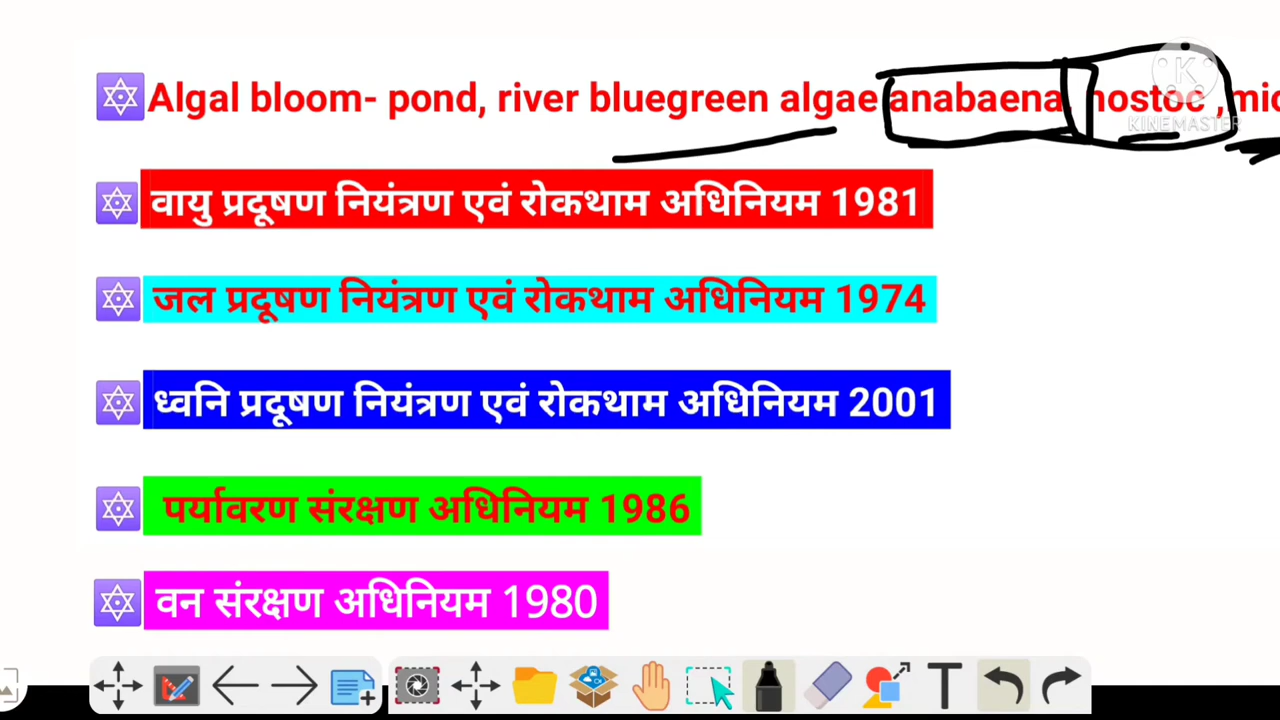 Algal bloom- pond, river bluegreen algae anabaena, nostoc ,mic
KINEMASTER
वायु प्रदूषण नियंत्रण एवं रोकथाम अधिनियम 1981
जल प्रदूषण नियंत्रण एवं रोकथाम अधिनियम 1974
ध्वनि प्रदूषण नियंत्रण एवं रोकथाम अधिनियम 2001
पर्यावरण संरक्षण अधिनियम 1986
वन संरक्षण अधिनियम 1980